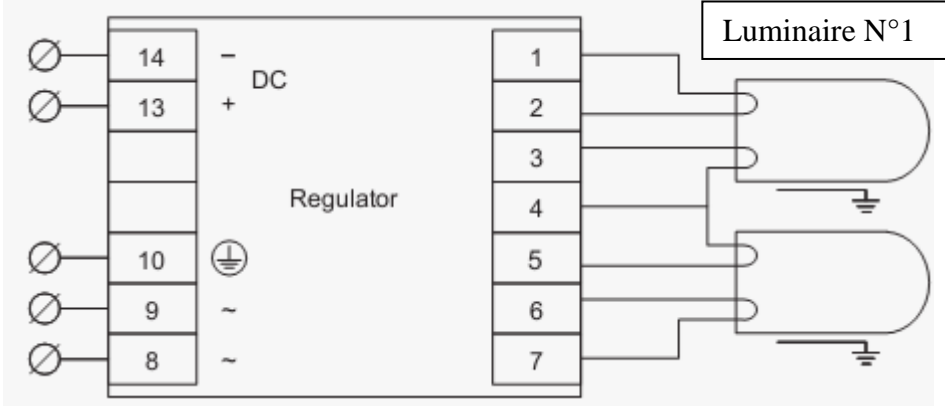 Luminaire N°1
14 − 1
DC
13 + 2
3
Regulator
4
10 5
9 ~ 6
8 ~ 7